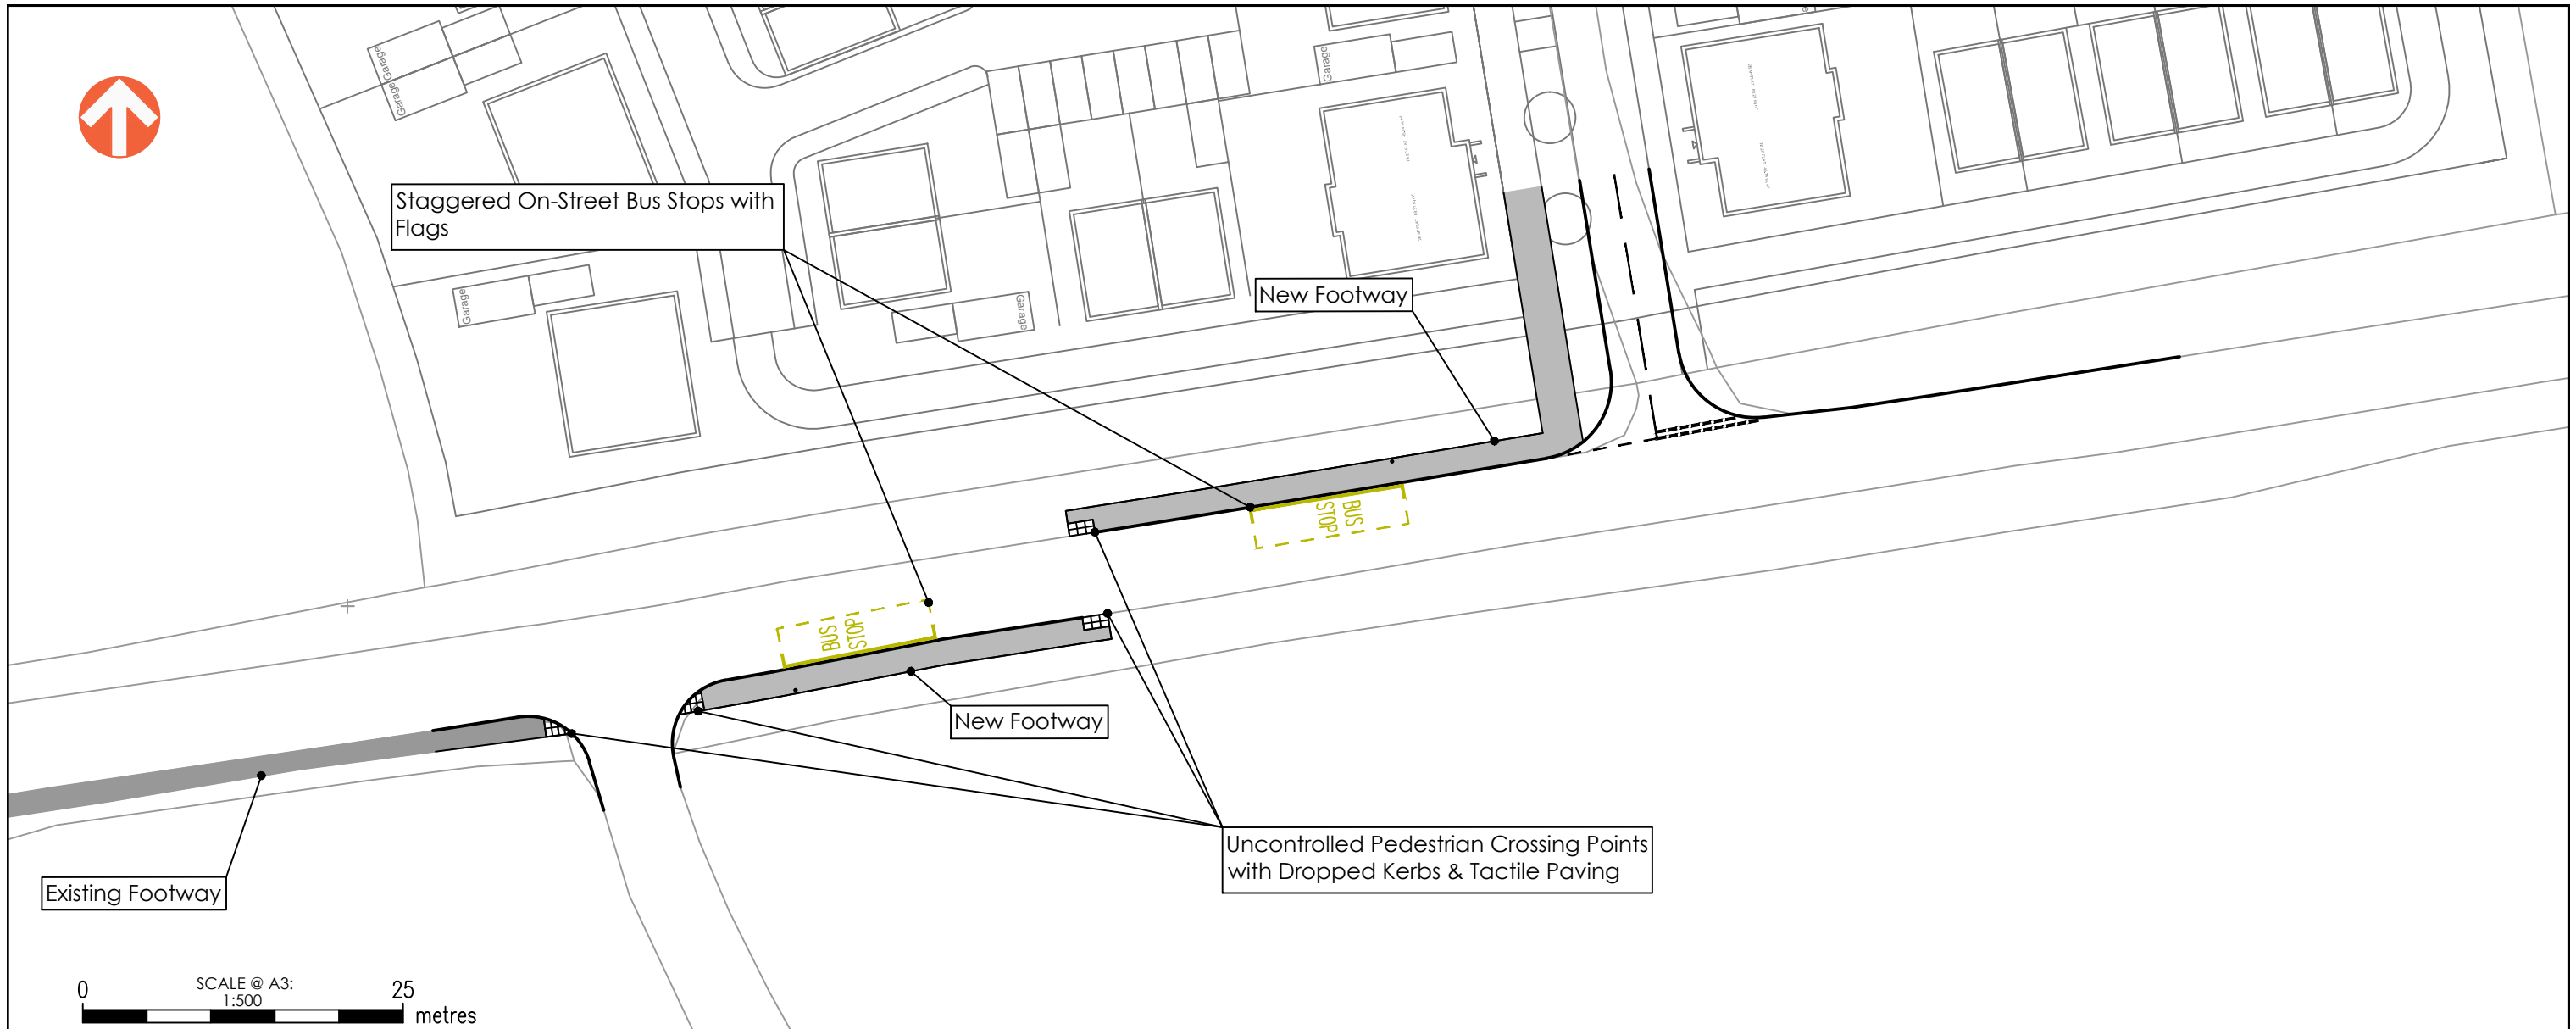 Garage
Garage
Garage
Garage
Staggered On-Street Bus Stops with
Flags
Garage
Garage
New Footway
BUS
STOP
BUS
STOP
New Footway
Existing Footway
Uncontrolled Pedestrian Crossing Points
with Dropped Kerbs & Tactile Paving
0
SCALE @ A3:
1:500
25
metres